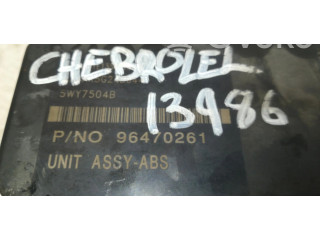 CHEBROLEL
5WY7504B
13986
P/NO 96470261
UNIT ASSY-ABS